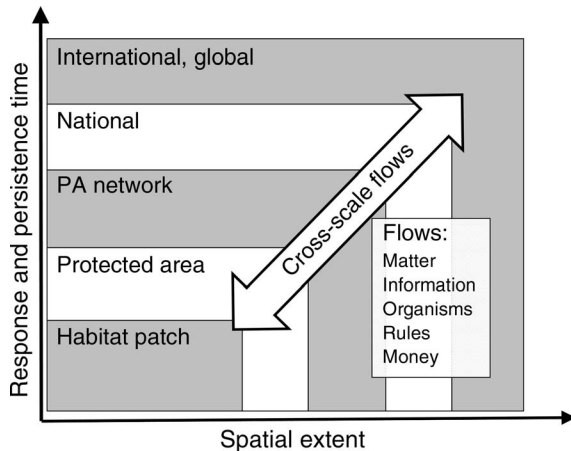 International, global
National
PA network
Protected area
Habitat patch
Cross-scale flows
Flows:
Matter
Information
Organisms
Rules
Money
Response and persistence time
Spatial extent